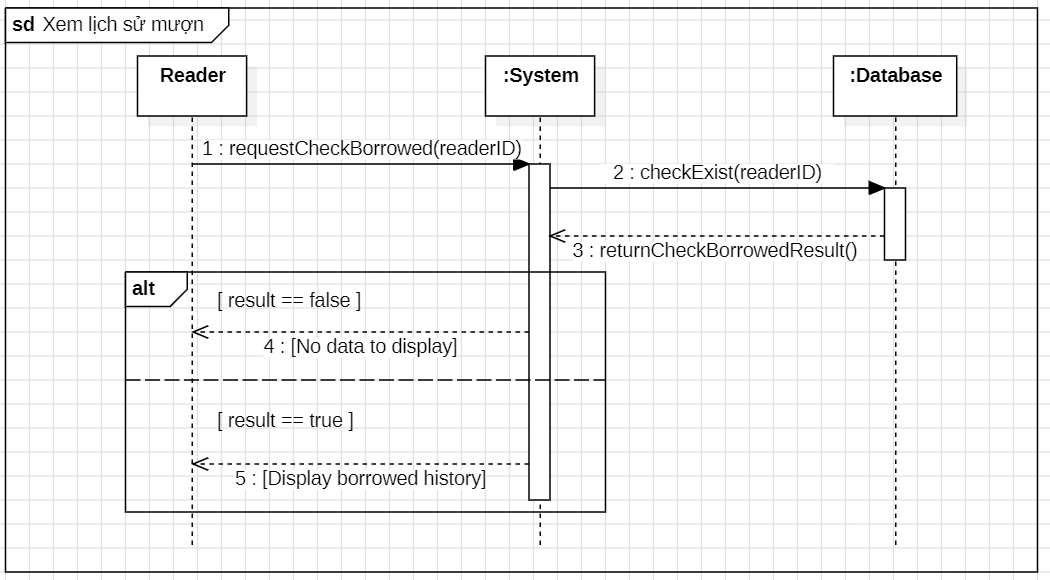 sd Xem lịch sử mượn
Reader
:System
:Database
1 : requestCheckBorrowed(readerID)
2 : checkExist(readerID)
3 : returnCheckBorrowedResult()
alt
[ result == false ]
4 : [No data to display]
[ result == true ]
5 : [Display borrowed history]